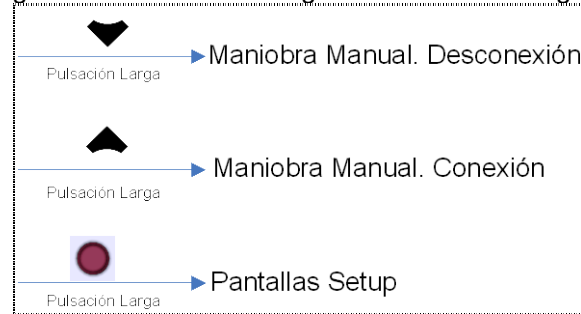 Maniobra Manual. Desconexión
Pulsación Larga
Maniobra Manual. Conexión
Pulsación Larga
Pantallas Setup
Pulsación Larga